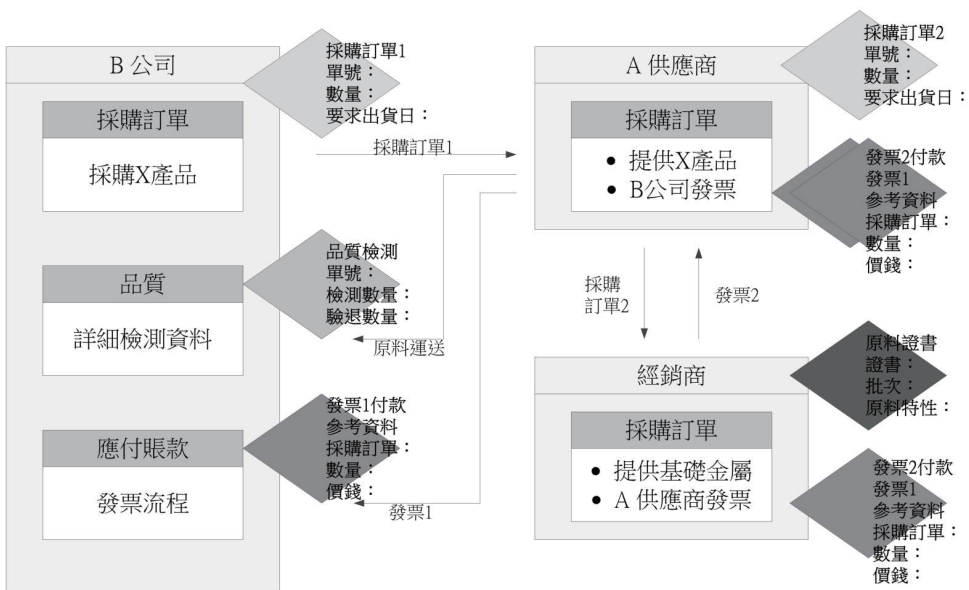 B 公司
採購訂單1
單號：
數量：
要求出貨日：
採購訂單
採購X產品
品質檢測
單號：
檢測數量：
驗退數量：
品質
詳細檢測資料
發票1付款
參考資料
採購訂單：
數量：
價錢：
應付賬款
發票流程
採購訂單1
原料運送
發票1
A 供應商
採購訂單2
單號：
數量：
要求出貨日：
採購訂單
• 提供X產品
• B公司發票
發票2付款
發票1
參考資料
採購訂單：
數量：
價錢：
採購
訂單2
發票2
經銷商
原料證書
證書：
批次：
原料特性：
採購訂單
• 提供基礎金屬
• A 供應商發票
發票2付款
發票1
參考資料
採購訂單：
數量：
價錢：